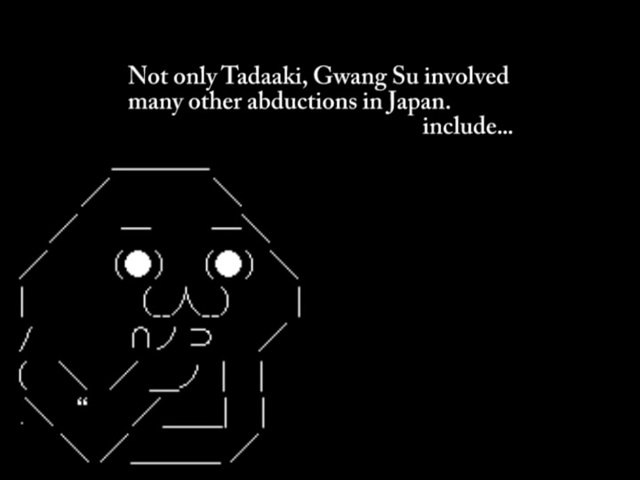 Not only Tadaaki, Gwang Su involved
many other abductions in Japan.
include...